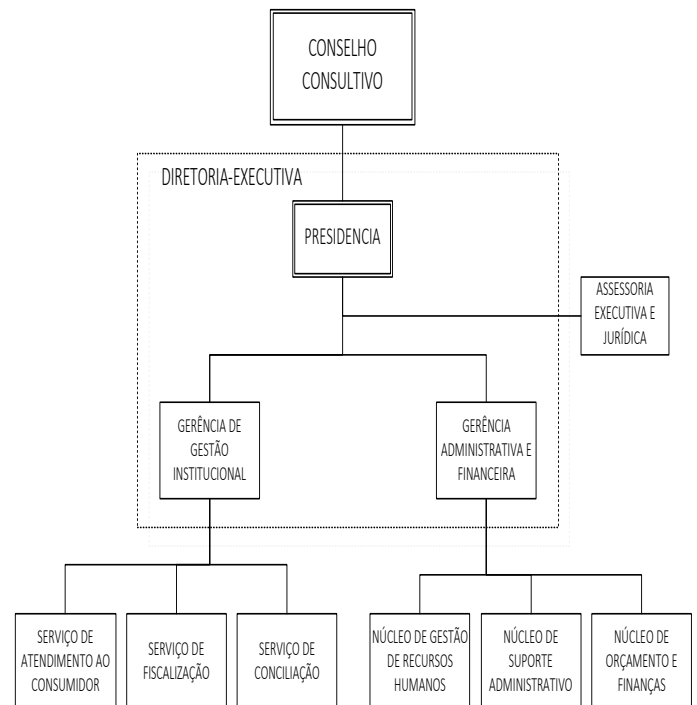 CONSELHO
CONSULTIVO
DIRETORIA-EXECUTIVA
PRESIDENCIA
ASSESSORIA
EXECUTIVA E
JURÍDICA
GERÊNCIA DE
GESTÃO
INSTITUCIONAL
GERÊNCIA
ADMINISTRATIVA E
FINANCEIRA
SERVIÇO DE
ATENDIMENTO AO
CONSUMIDOR
SERVIÇO DE
FISCALIZAÇÃO
SERVIÇO DE
CONCILIAÇÃO
NÚCLEO DE GESTÃO
DE RECURSOS
HUMANOS
NÚCLEO DE
SUPORTE
ADMINISTRATIVO
NÚCLEO DE
ORÇAMENTO E
FINANÇAS